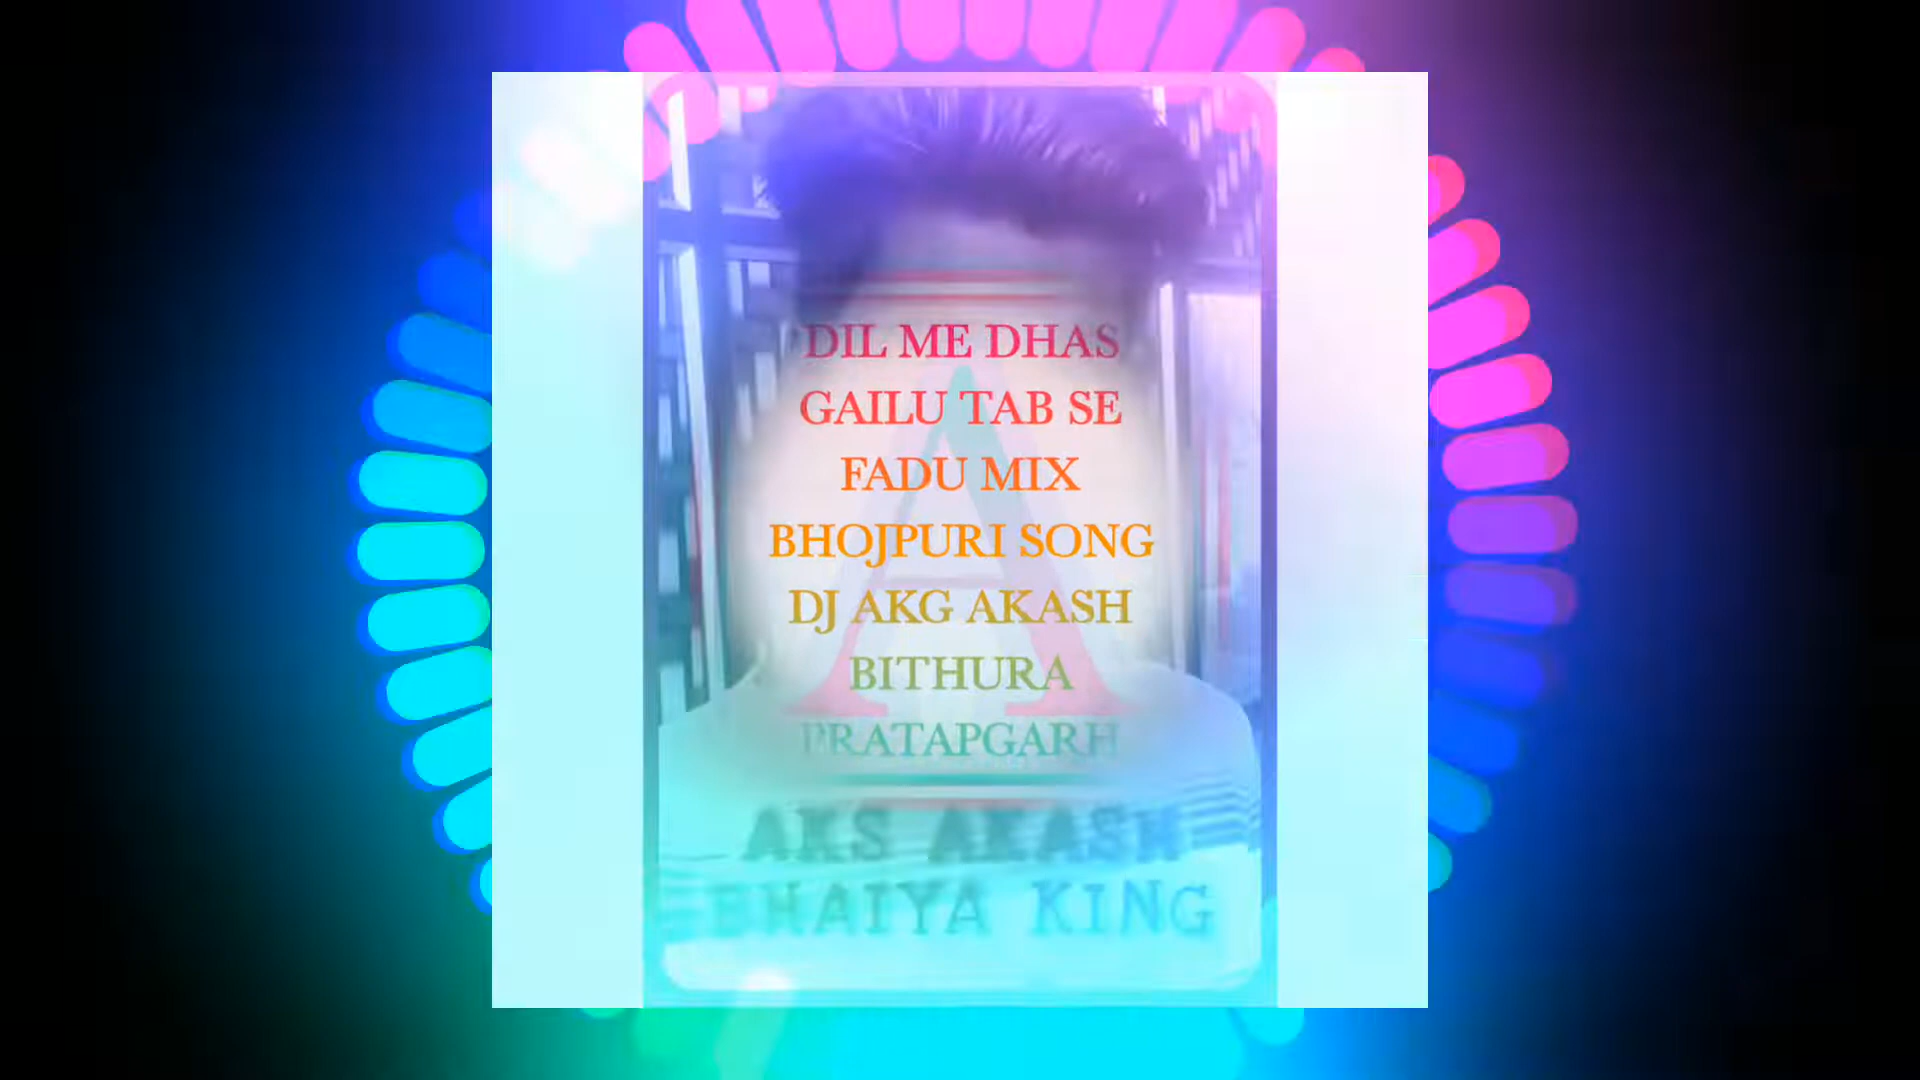 DIL ME DHAS
GAILU TAB SE
FADU MIX
BHOJPURI SONG
DJ AKG AKASH
BITHURA
PRATAPGARH
A
AKS AKASH
BHAIYA KING